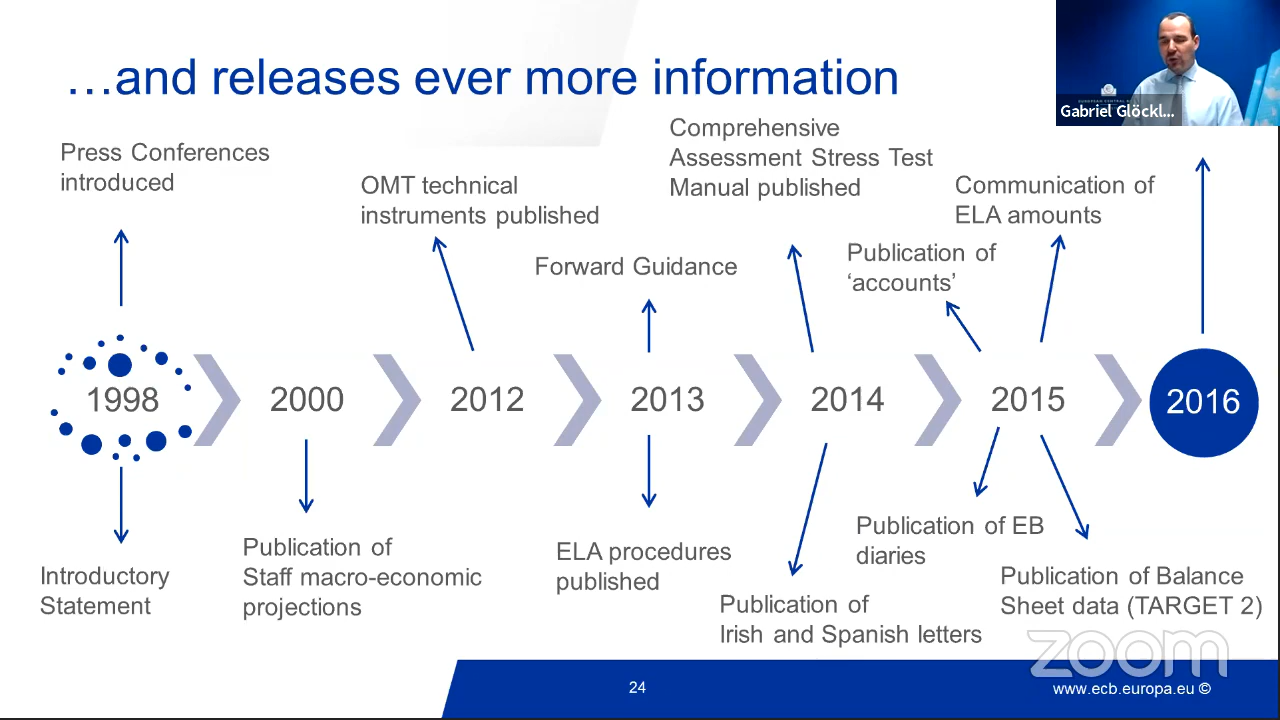 …and releases ever more information
Gabriel Glöckl...
Press Conferences
introduced
OMT technical
instruments published
Forward Guidance
Comprehensive
Assessment Stress Test
Manual published
Publication of
‘accounts’
Communication of
ELA amounts
1998
2000
2012
2013
2014
2015
2016
Introductory
Statement
Publication of
Staff macro-economic
projections
ELA procedures
published
Publication of
Irish and Spanish letters
Publication of EB
diaries
Publication of Balance
Sheet data (TARGET 2)
zoom
24
www.ecb.europa.eu ©